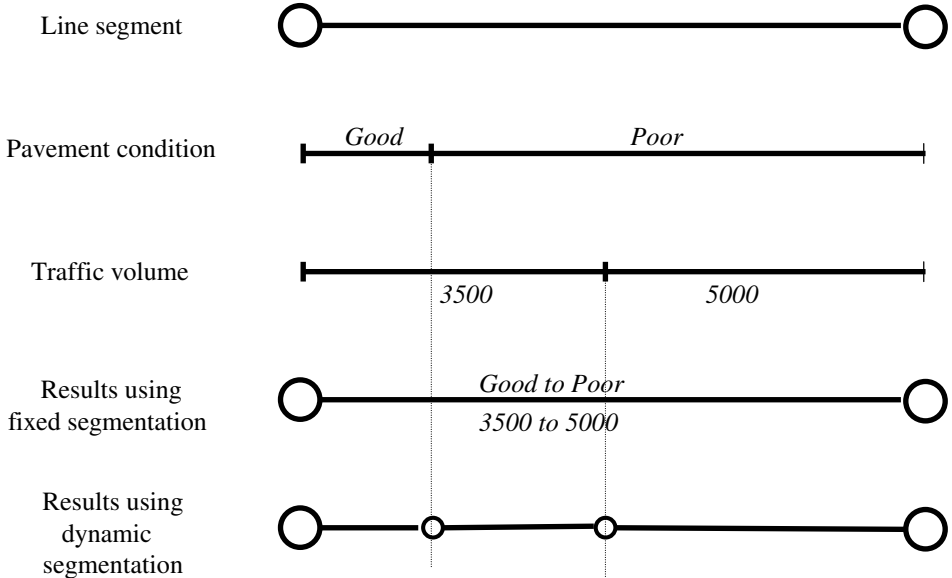 Line segment
Pavement condition
Good
Poor
Traffic volume
3500
5000
Results using
fixed segmentation
Good to Poor
3500 to 5000
Results using
dynamic
segmentation